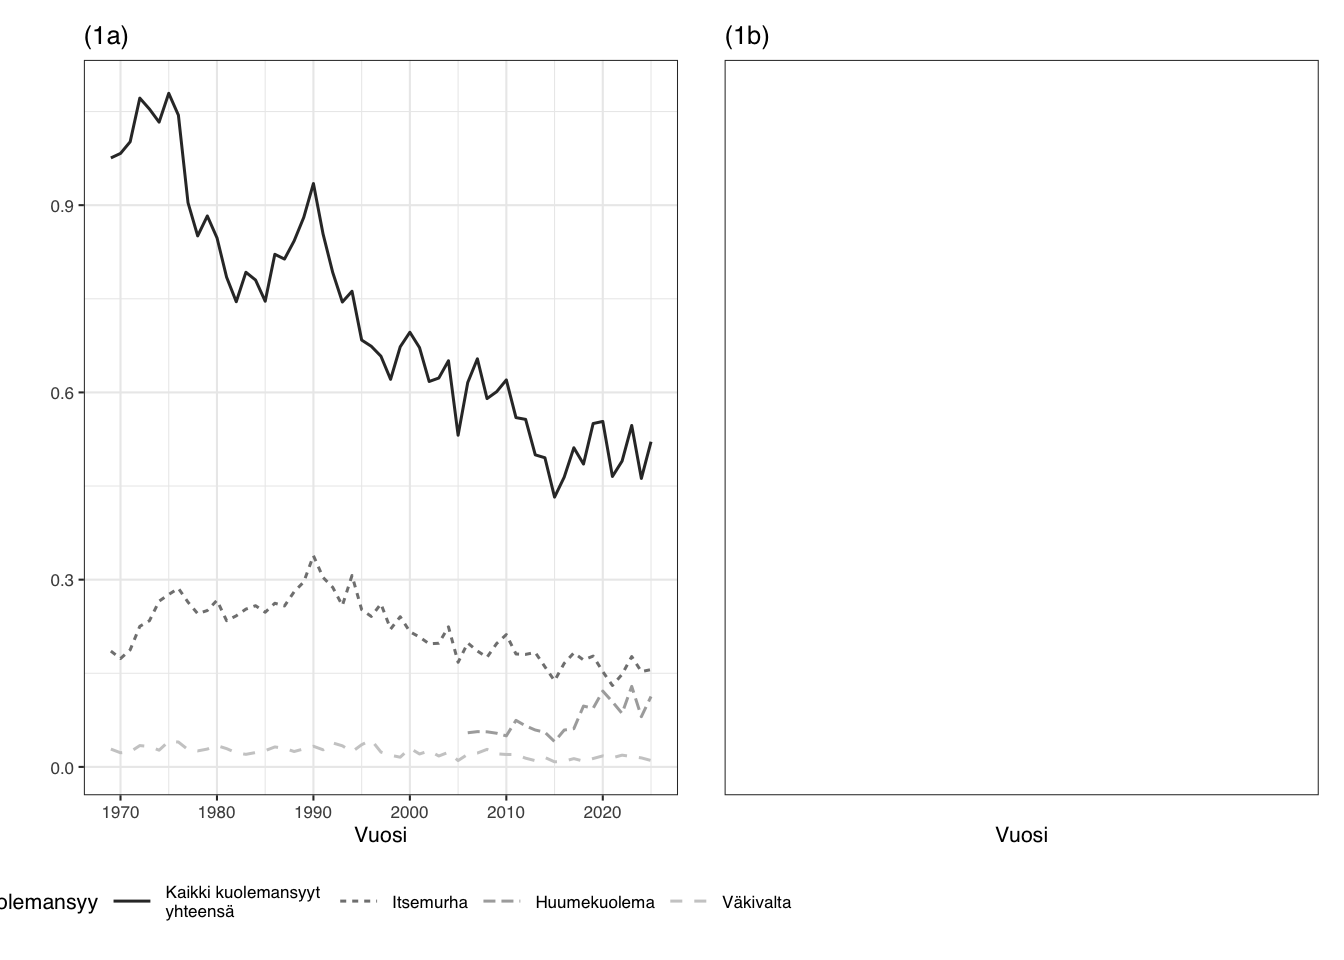 (1a)
(1b)
0.9
0.6
0.3
0.0
1970 1980 1990 2000 2010 2020
Vuosi
Vuosi
olemansyy
Kaikki kuolemansyyt
yhteensä
Itsemurha
Huumekuolema
Väkivalta